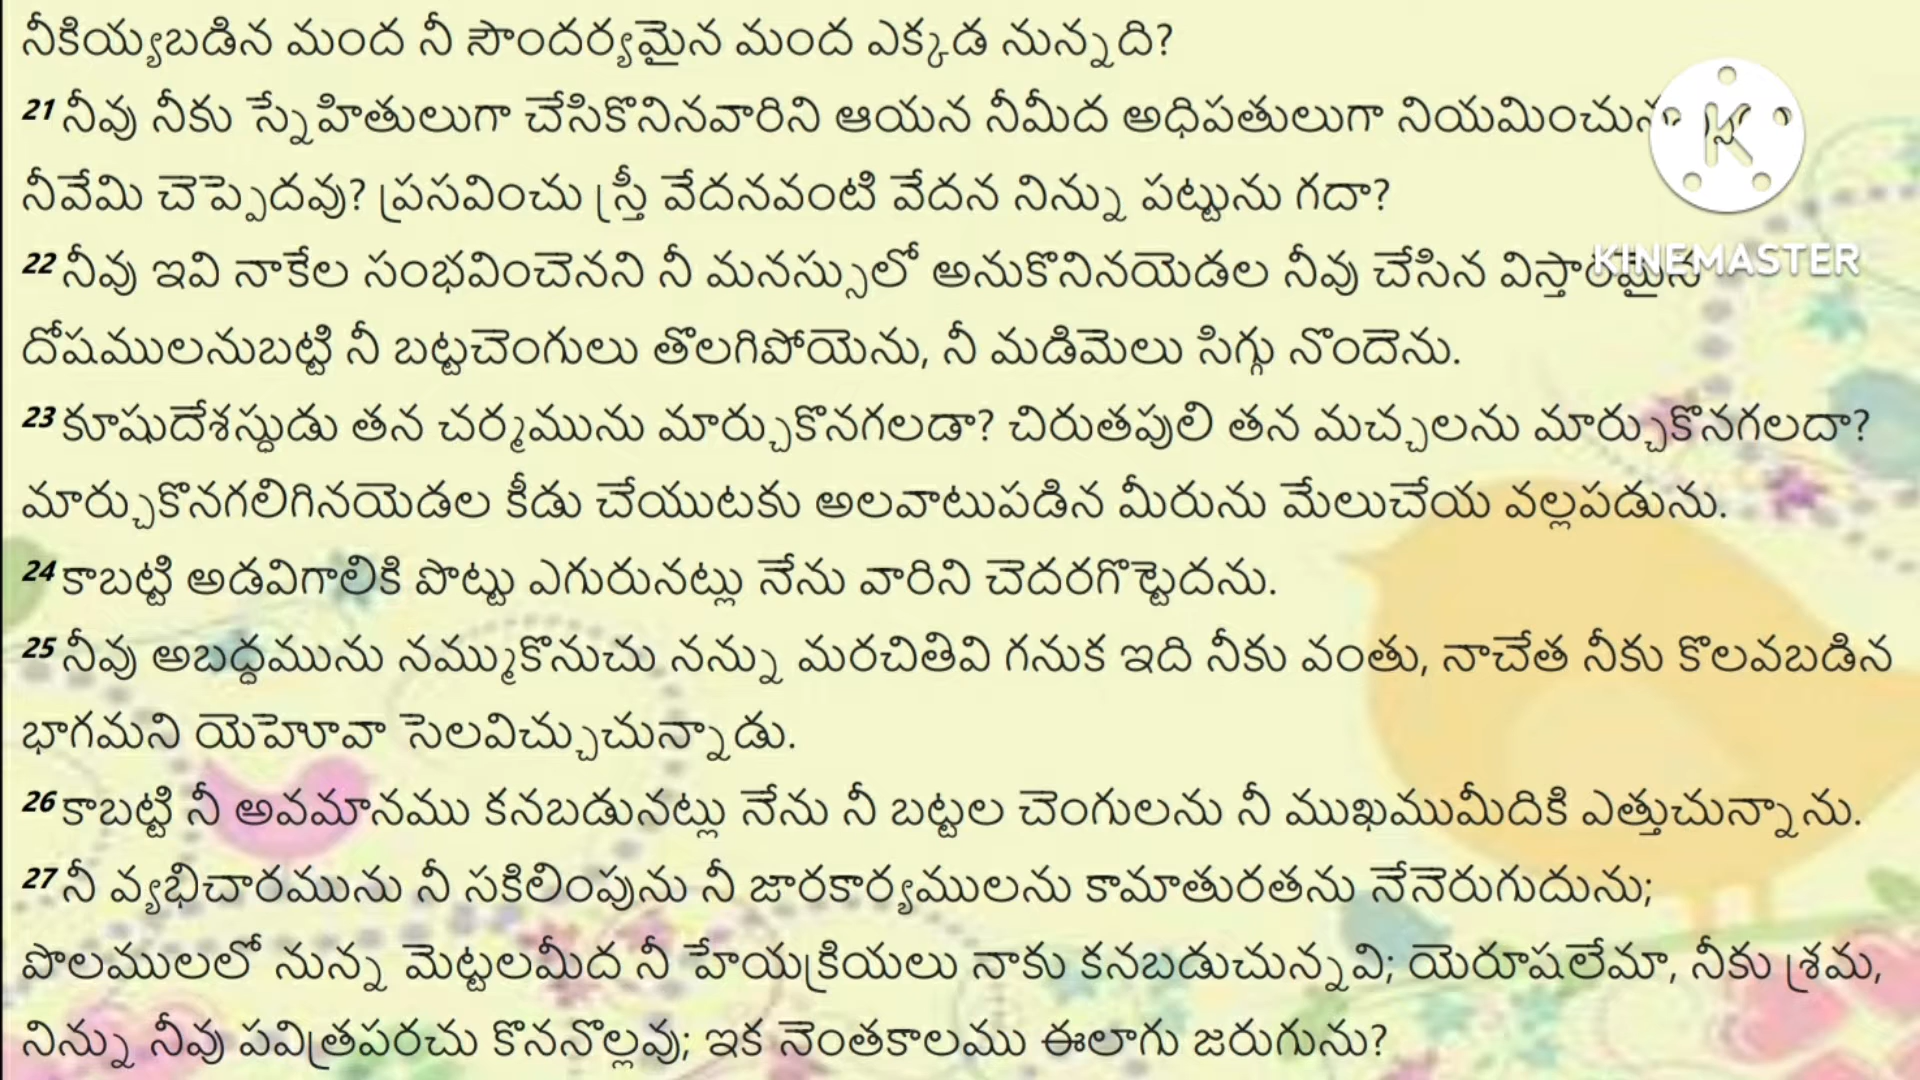 నీకియ్యబడిన మంద నీ సౌందర్యమైన మంద ఎక్కడ నున్నది?
21 నీవు నీకు స్నేహితులుగా చేసికొనినవారిని ఆయన నీమీద అధిపతులుగా
నీవేమి చెప్పెదవు? ప్రసవించు స్త్రీ వేదనవంటి వేదన నిన్ను పట్టును గదా?
22 నీవు ఇవి నాకేల సంభవించెనని నీ మనస్సులో అనుకొనినయెడల నీవు చేసిన విస్తారమైన
దోషములనుబట్టి నీ బట్టచెంగులు తొలగిపోయెను, నీ మడిమెలు సిగ్గు నొందెను.
23 కూషుదేశస్థుడు తన చర్మమును మార్చుకొనగలడా? చిరుతపులి తన మచ్చలను మార్చుకొనగలదా?
మార్చుకొనగలిగినయెడల కీడు చేయుటకు అలవాటుపడిన మీరును మేలుచేయ వల్లపడును.
24 కాబట్టి అడవిగాలికి పొట్టు ఎగురునట్లు నేను వారిని చెదరగొట్టెదను.
25 నీవు అబద్ధమును నమ్ముకొనుచు నన్ను మరచితివి గనుక ఇది నీకు వంతు, నాచేత నీకు కొలవబడిన
భాగమని యెహోవా సెలవిచ్చుచున్నాడు.
26 కాబట్టి నీ అవమానము కనబడునట్లు నేను నీ బట్టల చెంగులను నీ ముఖముమీదికి ఎత్తుచున్నాను.
27 నీ వ్యభిచారమును నీ సకిలింపును నీ జారకార్యములను కామాతురతను నేనెరుగుదును;
పొలములలో నున్న మెట్టలమీద నీ హేయక్రియలు నాకు కనబడుచున్నవి; యెరూషలేమా, నీకు శ్రమ,
నిన్ను నీవు పవిత్రపరచు కొననొల్లవు; ఇక నెంతకాలము ఈలాగు జరుగును?
K
KINEMASTER